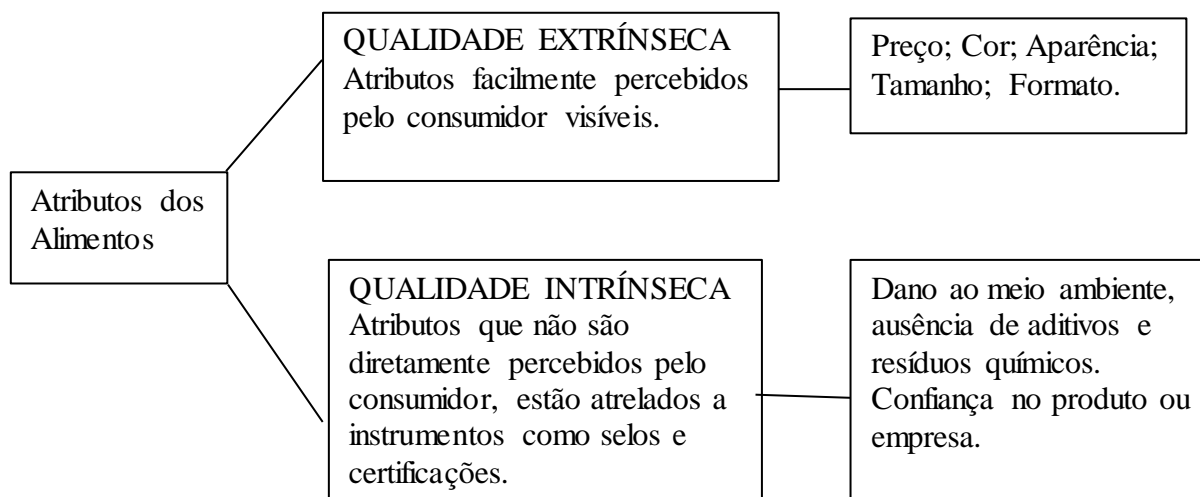 QUALIDADE EXTRÍNSECA
Atributos facilmente percebidos
pelo consumidor visíveis.
Preço; Cor; Aparência;
Tamanho; Formato.
Atributos dos
Alimentos
QUALIDADE INTRÍNSECA
Atributos que não são
diretamente percebidos pelo
consumidor, estão atrelados a
instrumentos como selos e
certificações.
Dano ao meio ambiente,
ausência de aditivos e
resíduos químicos.
Confiança no produto ou
empresa.